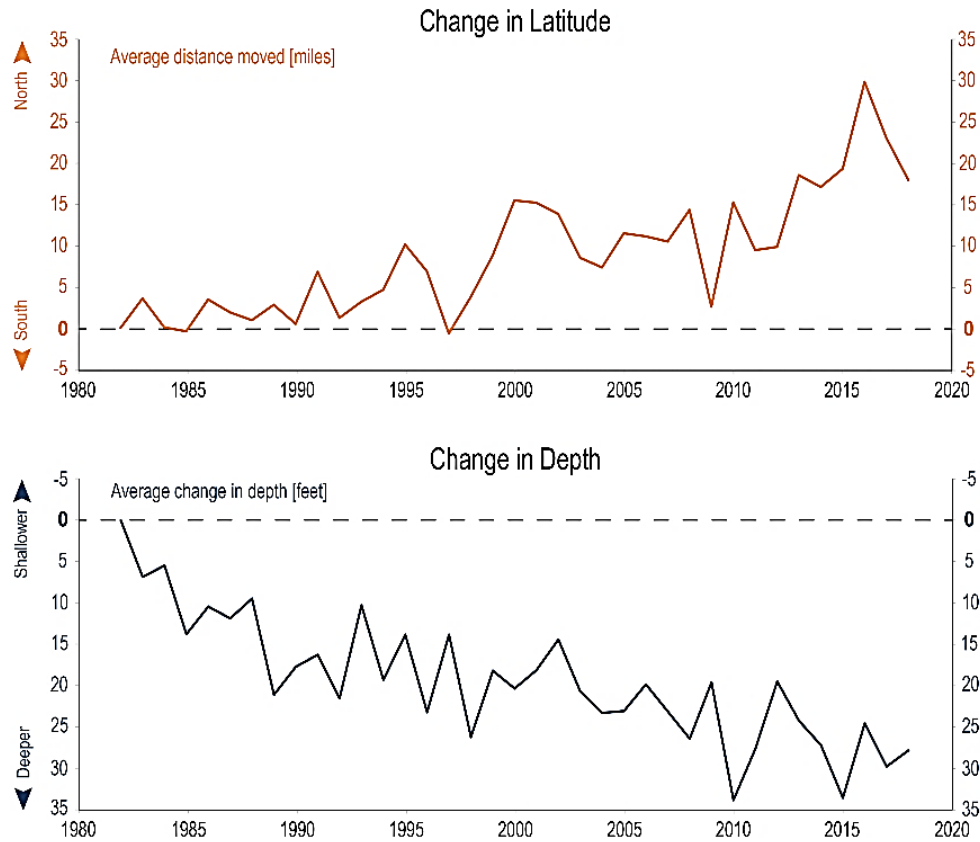 Change in Latitude
North
South
Average distance moved [miles]
35 35
30 30
25 25
20 20
15 15
10 10
5 5
0 0
-5 -5
1980 1985 1990 1995 2000 2005 2010 2015 2020
Change in Depth
Shallower
Deeper
Average change in depth [feet]
-5 -5
0 0
5 5
10 10
15 15
20 20
25 25
30 30
35 35
1980 1985 1990 1995 2000 2005 2010 2015 2020